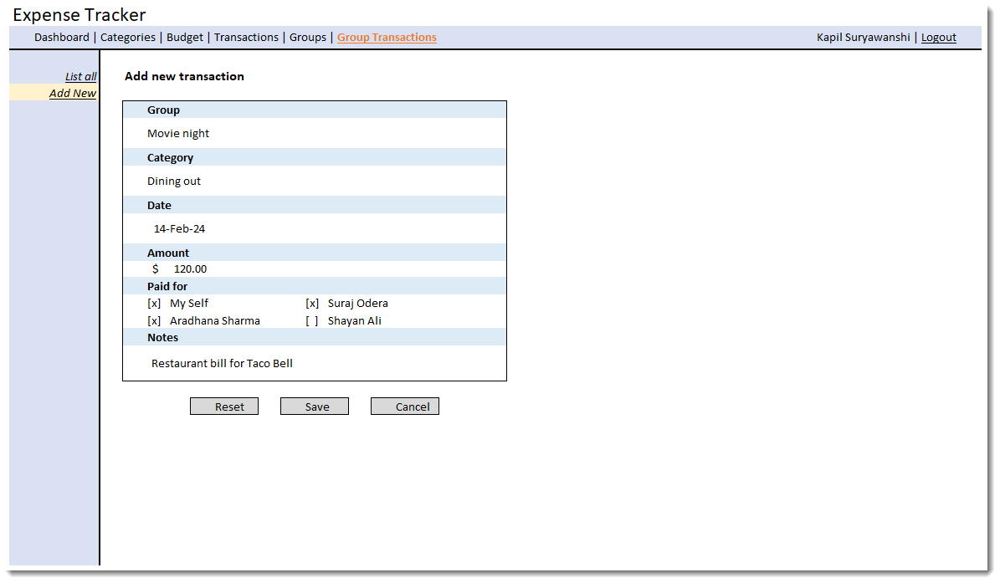 Expense Tracker
Dashboard | Categories | Budget | Transactions | Groups | Group Transactions
Kapil Suryawanshi | Logout
List all
Add New
Add new transaction
Group
Movie night
Category
Dining out
Date
14-Feb-24
Amount
$ 120.00
Paid for
[x] My Self [x] Suraj Odera
[x] Aradhana Sharma [ ] Shayan Ali
Notes
Restaurant bill for Taco Bell
Reset Save Cancel